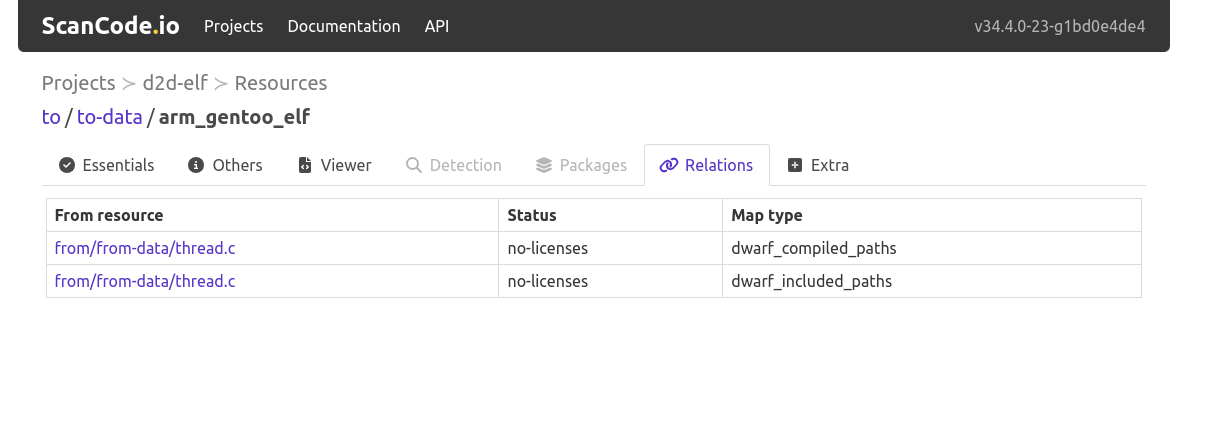 ScanCode.io Projects Documentation API v34.4.0-23-g1bd0e4de4
Projects ≻ d2d-elf ≻ Resources
to / to-data / arm_gentoo_elf
Essentials Others Viewer Detection Packages Relations Extra
From resource Status Map type
from/from-data/thread.c no-licenses dwarf_compiled_paths
from/from-data/thread.c no-licenses dwarf_included_paths